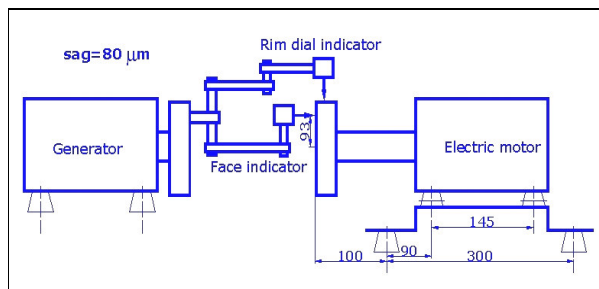 sag=80 μm
Rim dial indicator
Generator
Face indicator
93
Electric motor
145
100
90
300